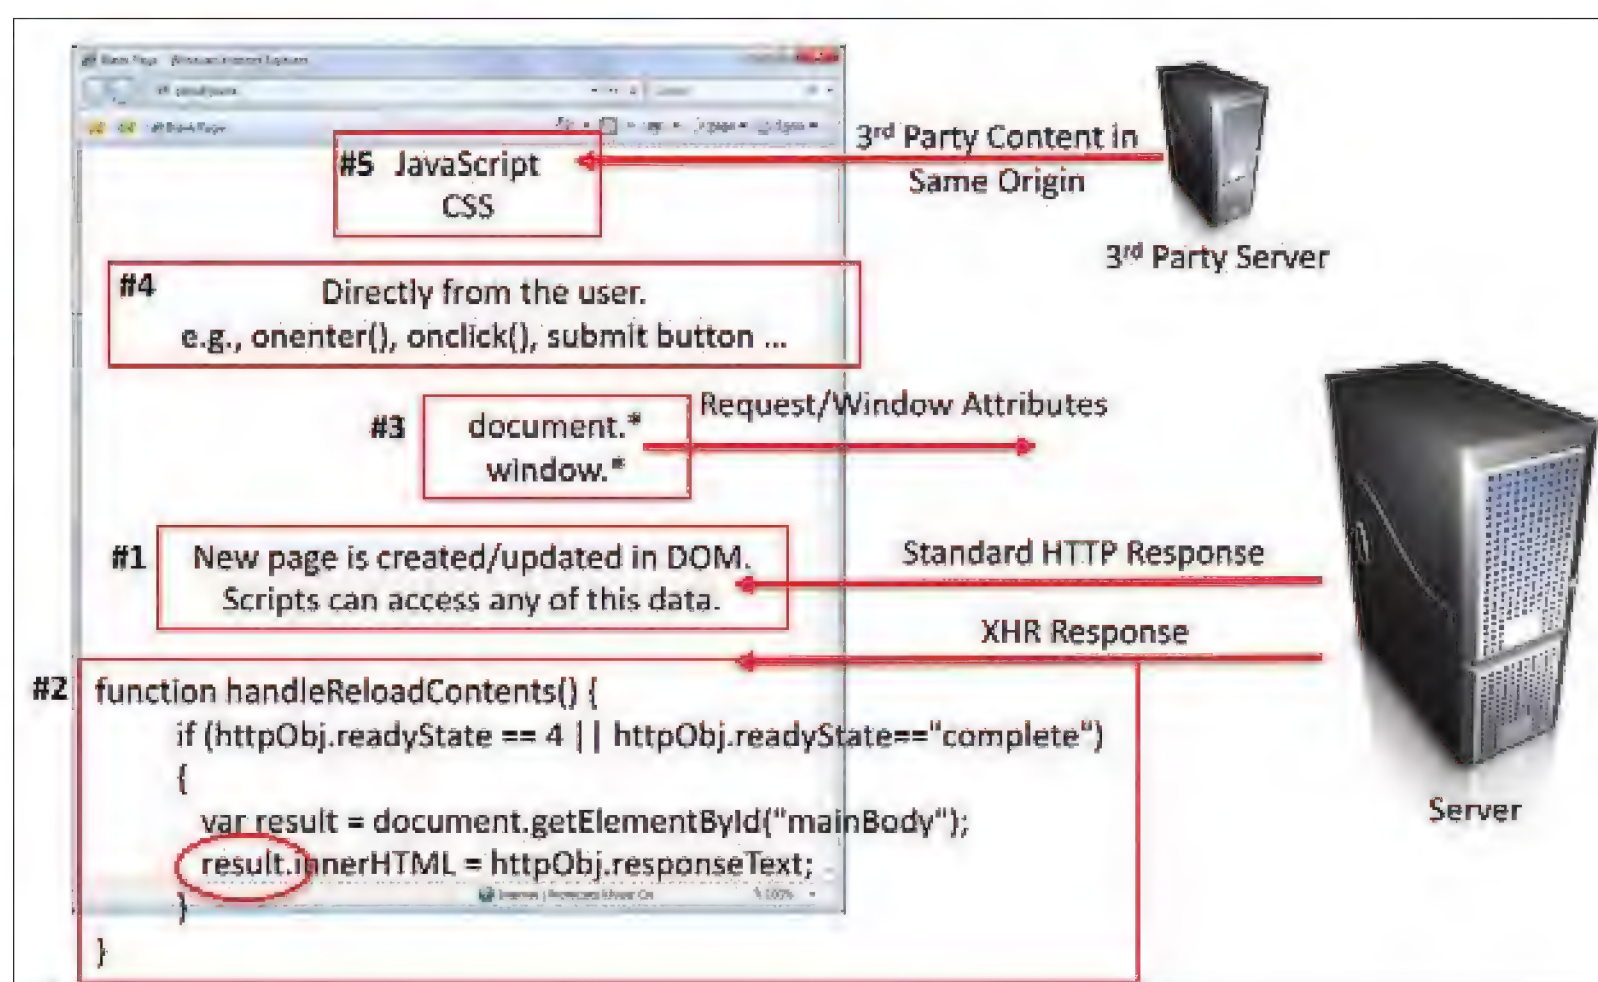 #5 JavaScript
CSS
3rd Party Content in
Same Origin
3rd Party Server
#4
Directly from the user.
e.g., onenter(), onclick(), submit button ...
#3
document.*
window.*
Request/Window Attributes
#1
New page is created/updated in DOM.
Scripts can access any of this data.
Standard HTTP Response
XHR Response
Server
#2
function handleReloadContents() {
if (httpObj.readyState == 4 || httpObj.readyState=="complete")
{
var result = document.getElementById("mainBody");
result.innerHTML = httpObj.responseText;
}
}